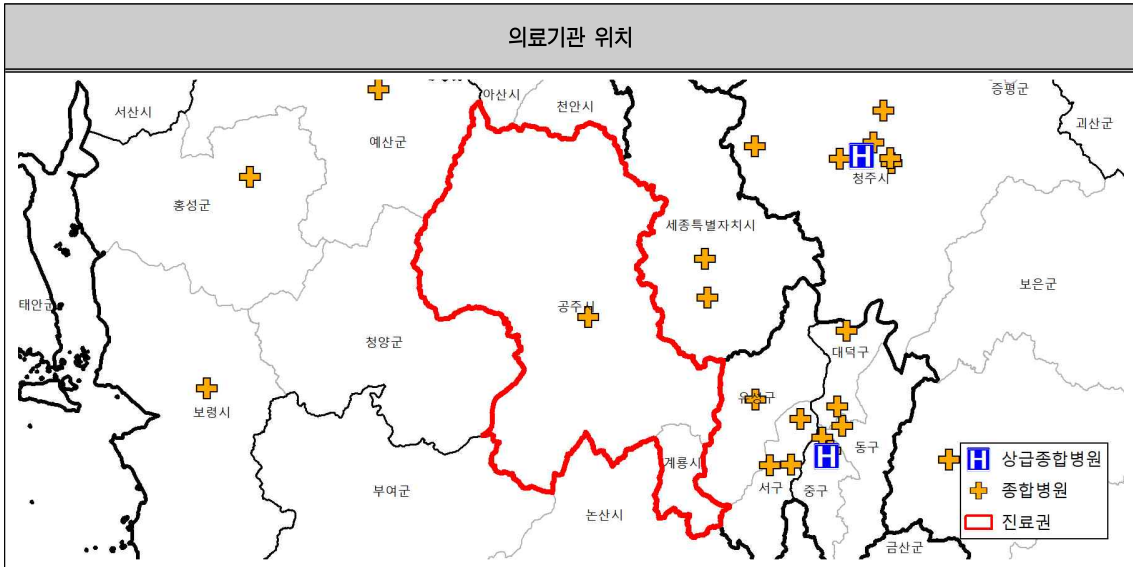 의료기관 위치
서산시
아산시
천안시
증평군
괴산군
예산군
홍성군
청주시
세종특별자치시
태안군
보은군
공주시
청양군
대덕구
보령시
유성구
동구
계룡시
부여군
서구
중구
논산시
금산군
H
H
H 상급종합병원
종합병원
진료권